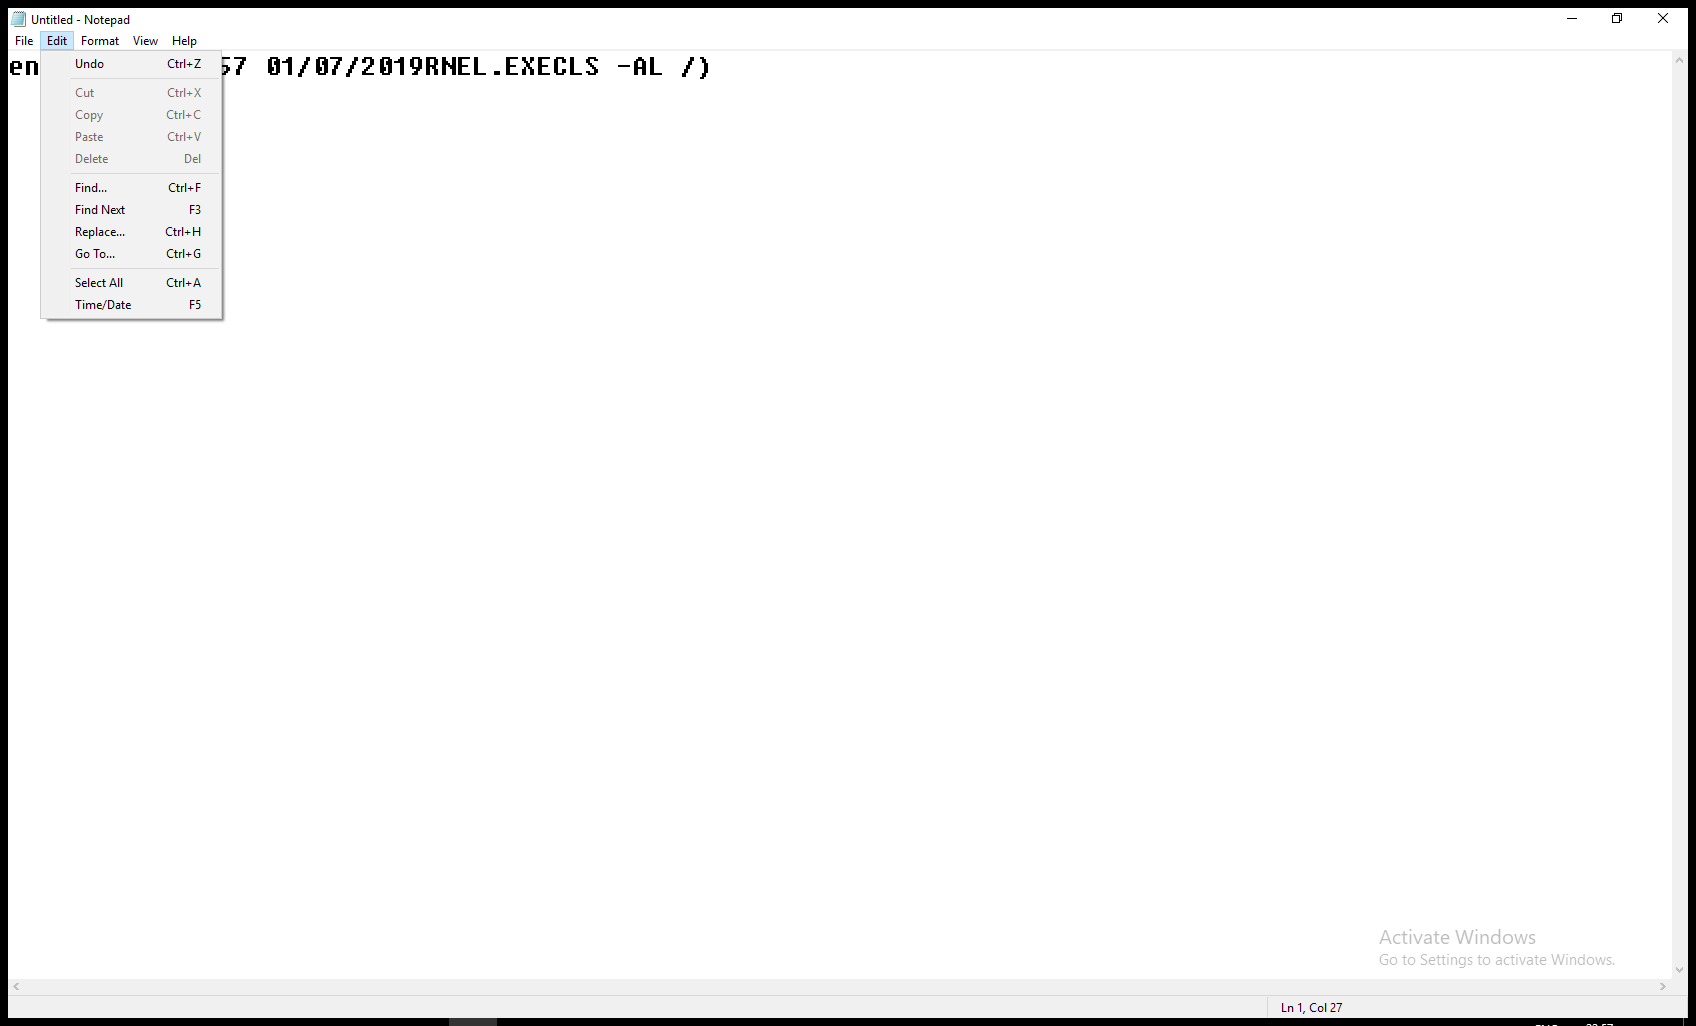 Untitled - Notepad
File Edit Format View Help
en 57 01/07/2019RNEL.EXECLS -AL /)
Undo Ctrl+Z
Cut Ctrl+X
Copy Ctrl+C
Paste Ctrl+V
Delete Del
Find... Ctrl+F
Find Next F3
Replace... Ctrl+H
Go To... Ctrl+G
Select All Ctrl+A
Time/Date F5
Activate Windows
Go to Settings to activate Windows.
Ln 1, Col 27